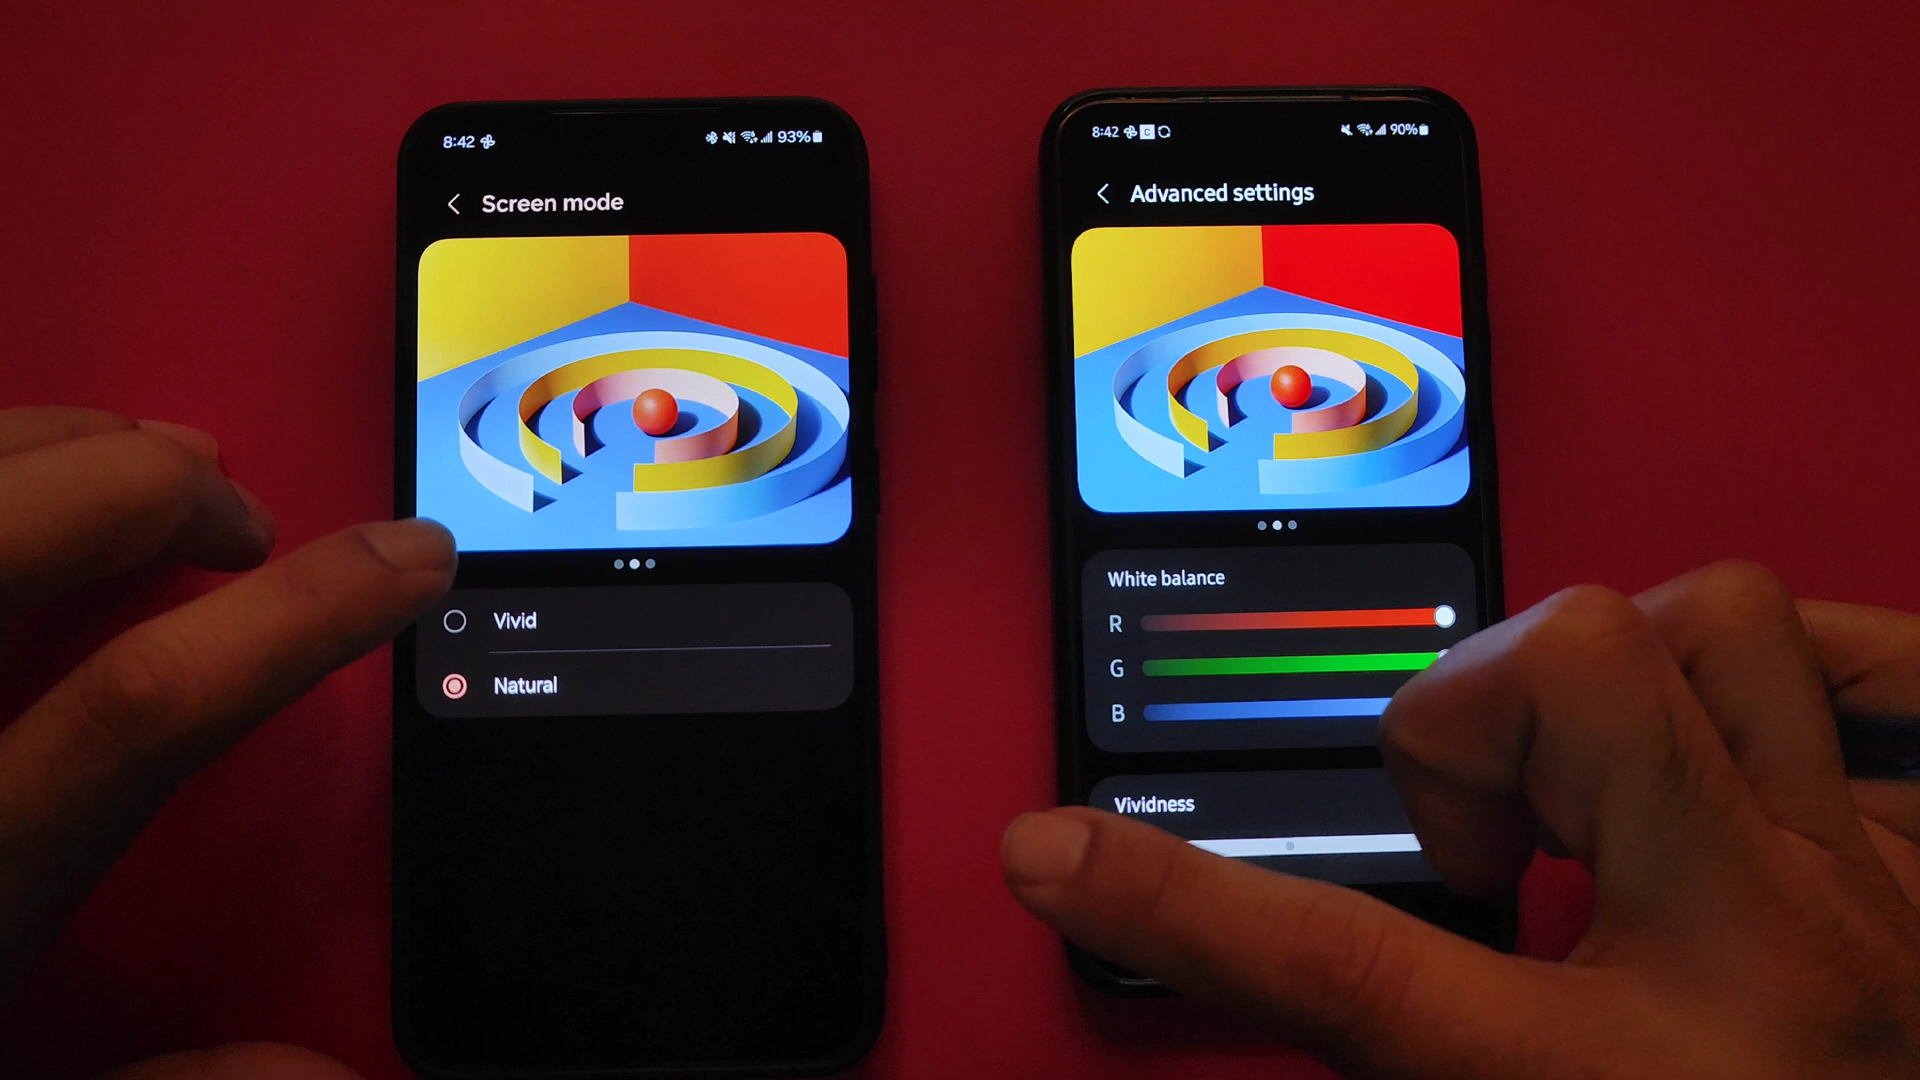 8:42
93%
Screen mode
Vivid
Natural
8:42 C
90%
Advanced settings
White balance
R
G
B
Vividness